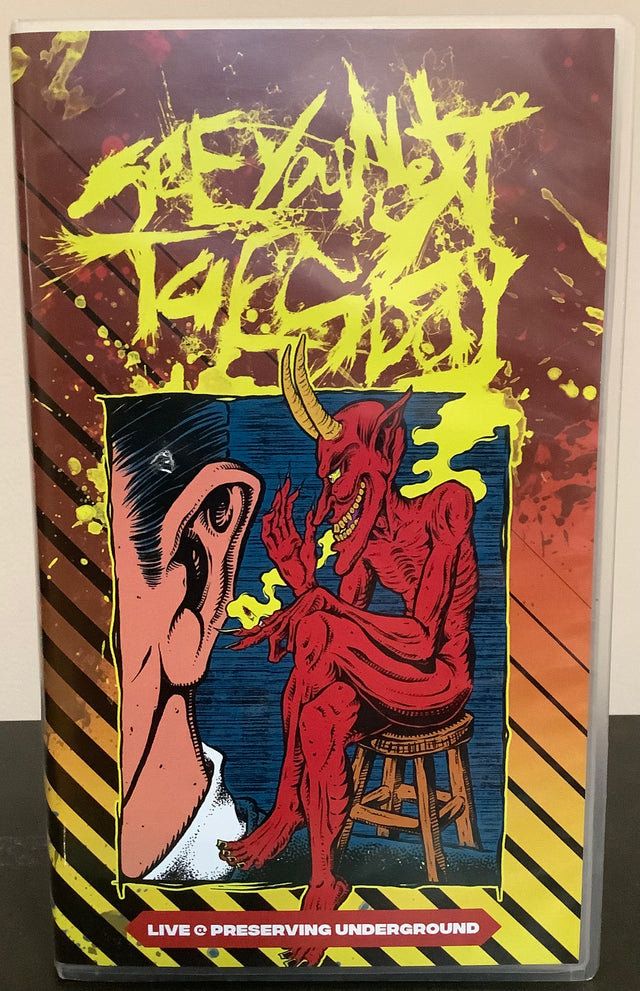 SEE YOU NEXT
TUESDAY
LIVE @ PRESERVING UNDERGROUND